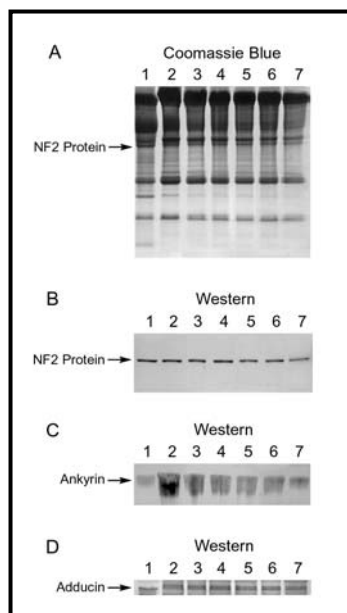 A
Coomassie Blue
1 2 3 4 5 6 7
NF2 Protein
B
Western
1 2 3 4 5 6 7
NF2 Protein
C
Western
1 2 3 4 5 6 7
Ankyrin
D
Western
1 2 3 4 5 6 7
Adducin